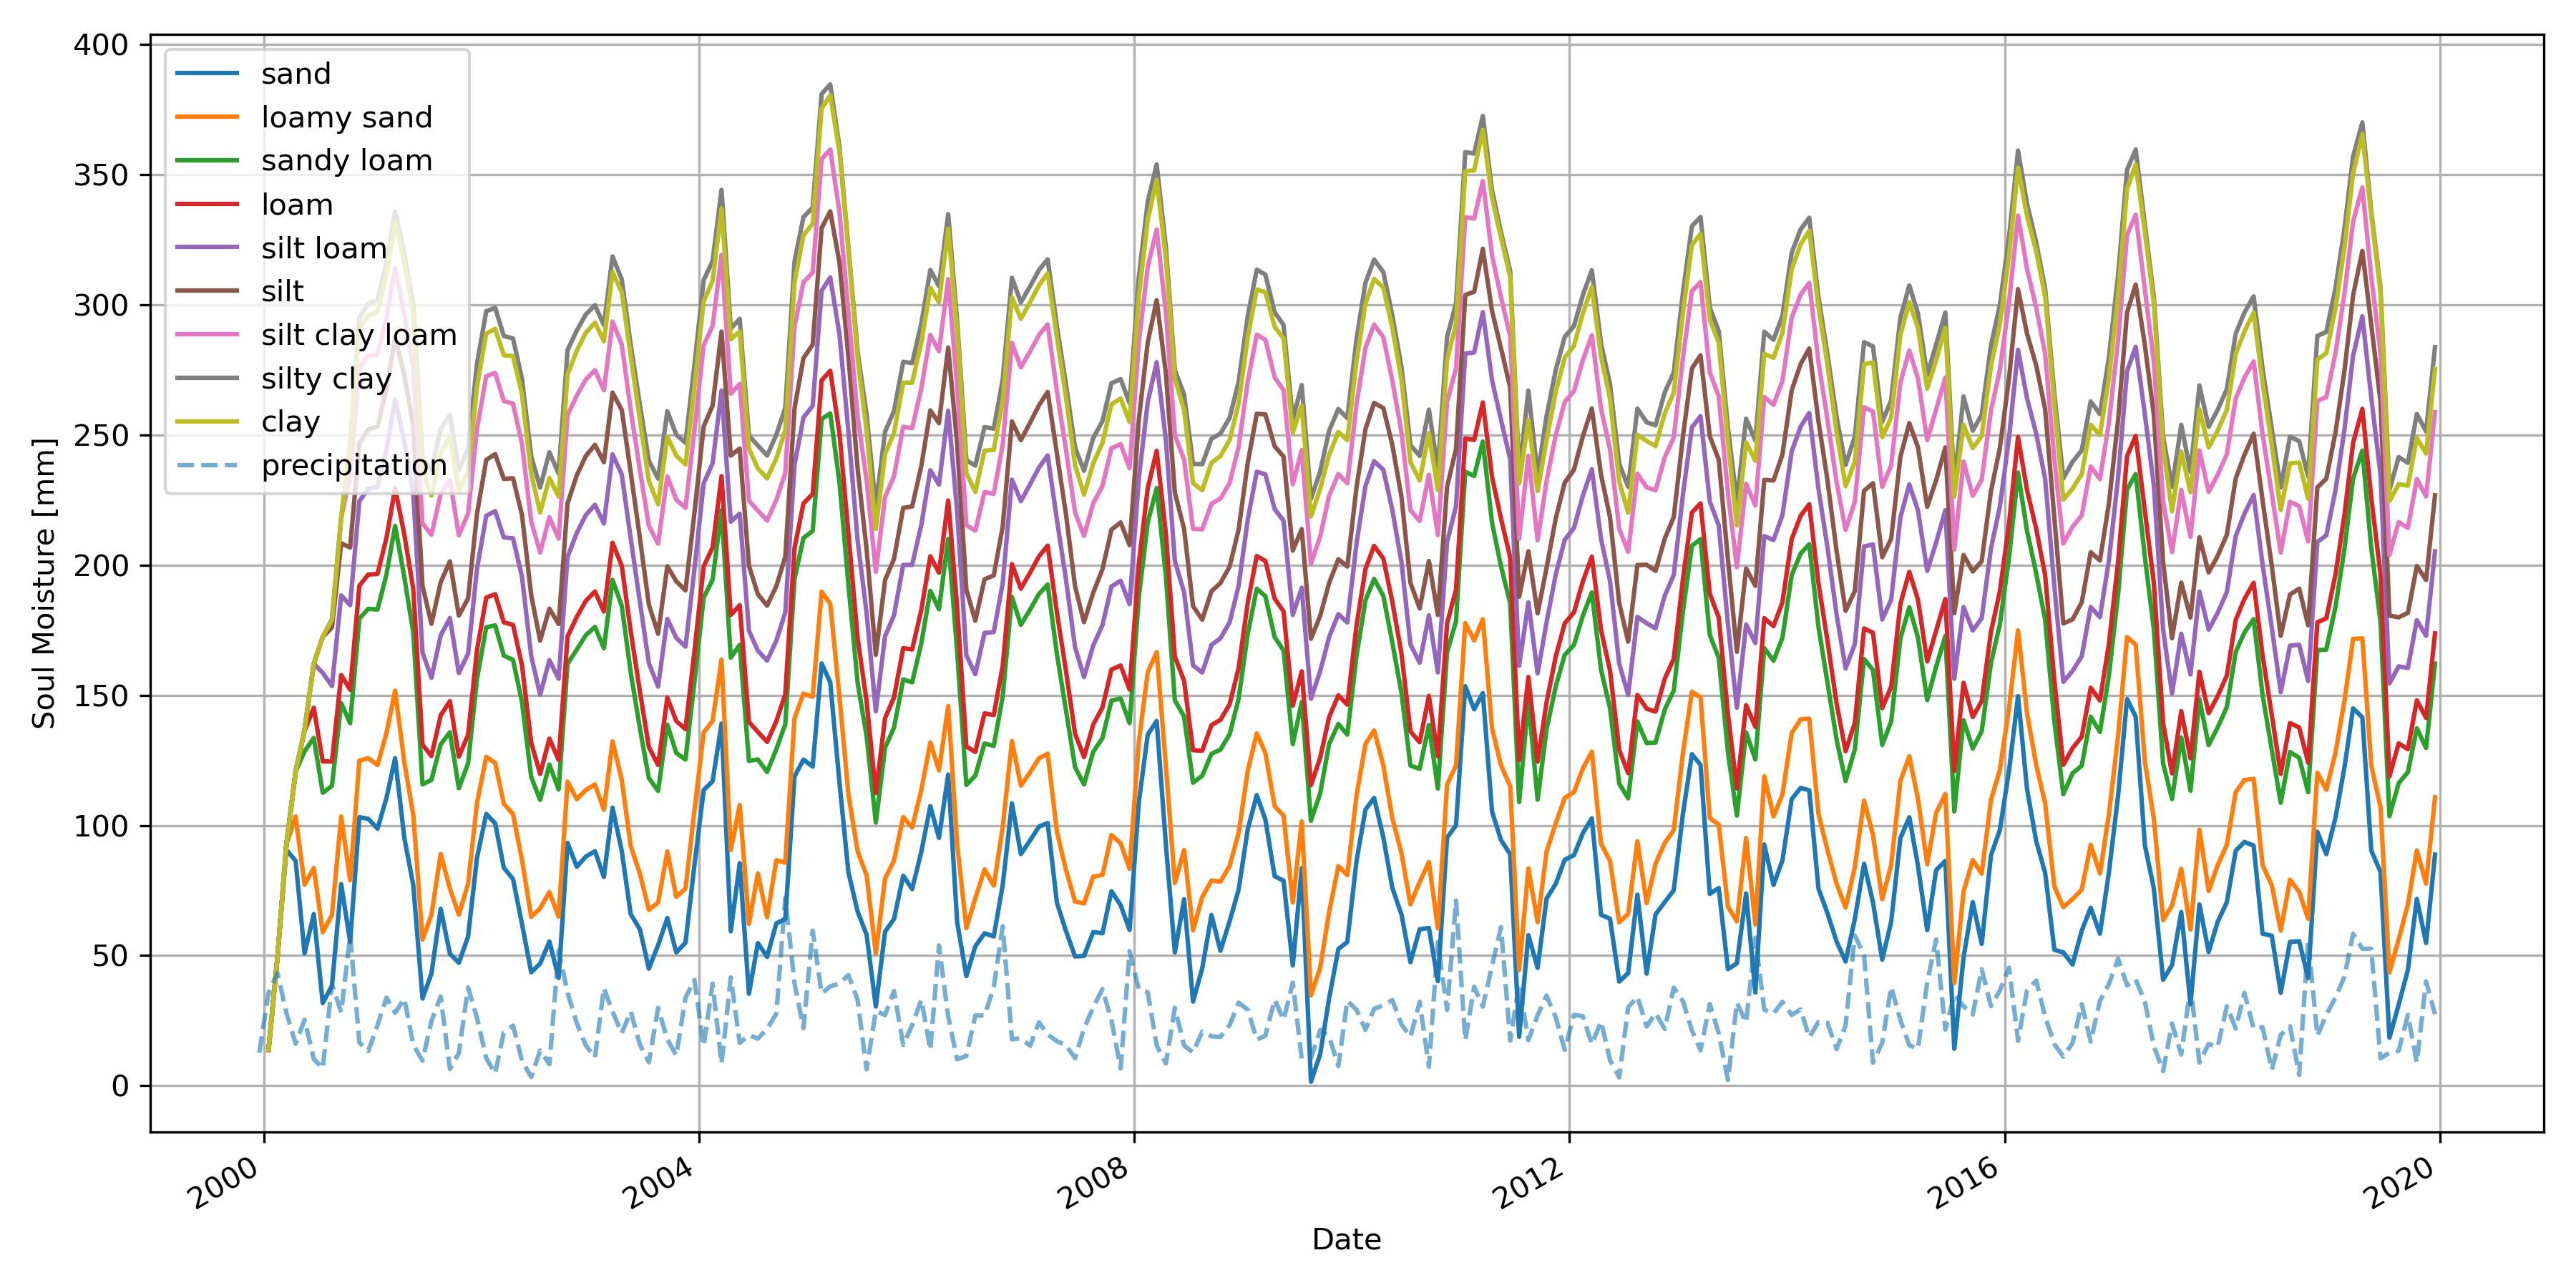 400
350
300
250
200
150
100
50
0
Soul Moisture [mm]
sand
loamy sand
sandy loam
loam
silt loam
silt
silt clay loam
silty clay
clay
precipitation
2000
2004
2008
2012
2016
2020
Date